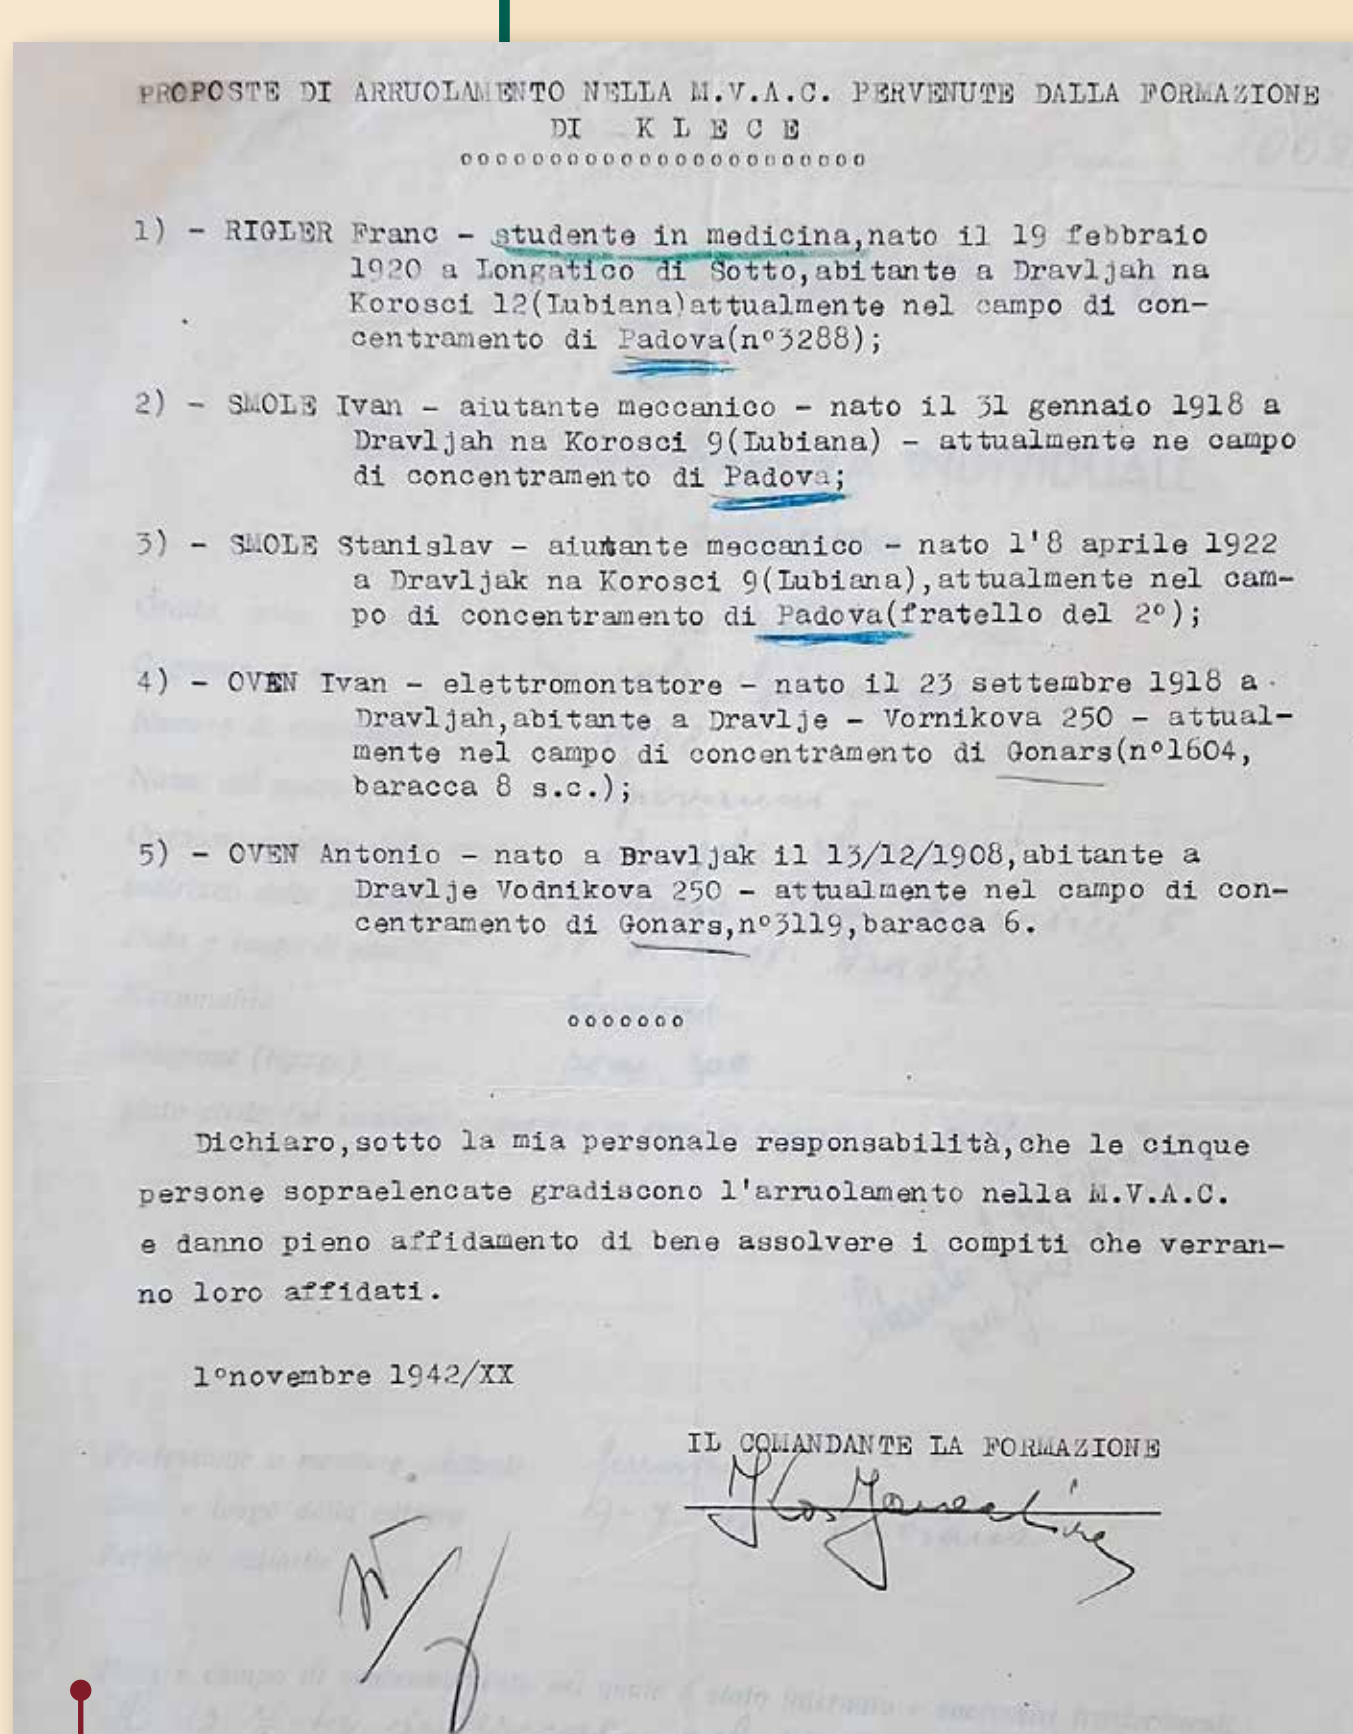 PROPOSTE DI ARRUOLAMENTO NELLA M.V.A.C. PERVENUTE DALLA FORMAZIONE
DI K L E C E
ooooooooooooooooooooooo
1) - RIGLER Franc - studente in medicina,nato il 19 febbraio
1920 a Longatico di Sotto,abitante a Dravljah na
Korosci 12(Lubiana)attualmente nel campo di con-
centramento di Padova(n°3288);
2) - SMOLE Ivan - aiutante meccanico - nato il 31 gennaio 1918 a
Dravljah na Korosci 9(Lubiana) - attualmente ne campo
di concentramento di Padova;
3) - SMOLE Stanislav - aiutante meccanico - nato l'8 aprile 1922
a Dravljak na Korosci 9(Lubiana),attualmente nel cam-
po di concentramento di Padova(fratello del 2°);
4) - OVEN Ivan - elettromontatore - nato il 23 settembre 1918 a
Dravljah,abitante a Dravlje - Vornikova 250 - attual-
mente nel campo di concentramento di Gonars(n°1604,
baracca 8 s.c.);
5) - OVEN Antonio - nato a Bravljak il 13/12/1908,abitante a
Dravlje Vodnikova 250 - attualmente nel campo di con-
centramento di Gonars,n°3119,baracca 6.
ooooooo
Dichiaro,sotto la mia personale responsabilità,che le cinque
persone sopraelencate gradiscono l'arruolamento nella M.V.A.C.
e danno pieno affidamento di bene assolvere i compiti che verran-
no loro affidati.
1°novembre 1942/XX
IL COMANDANTE LA FORMAZIONE